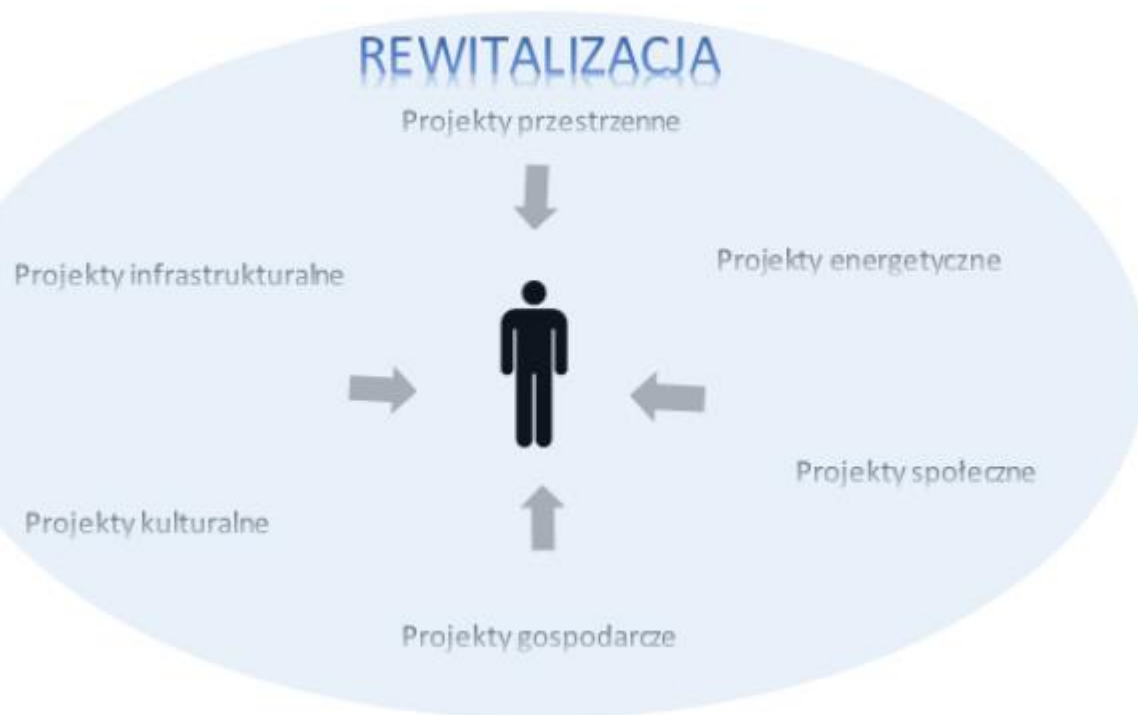 REWITALIZACJA
Projekty przestrzenne
Projekty infrastrukturalne
Projekty energetyczne
Projekty społeczne
Projekty kulturalne
Projekty gospodarcze